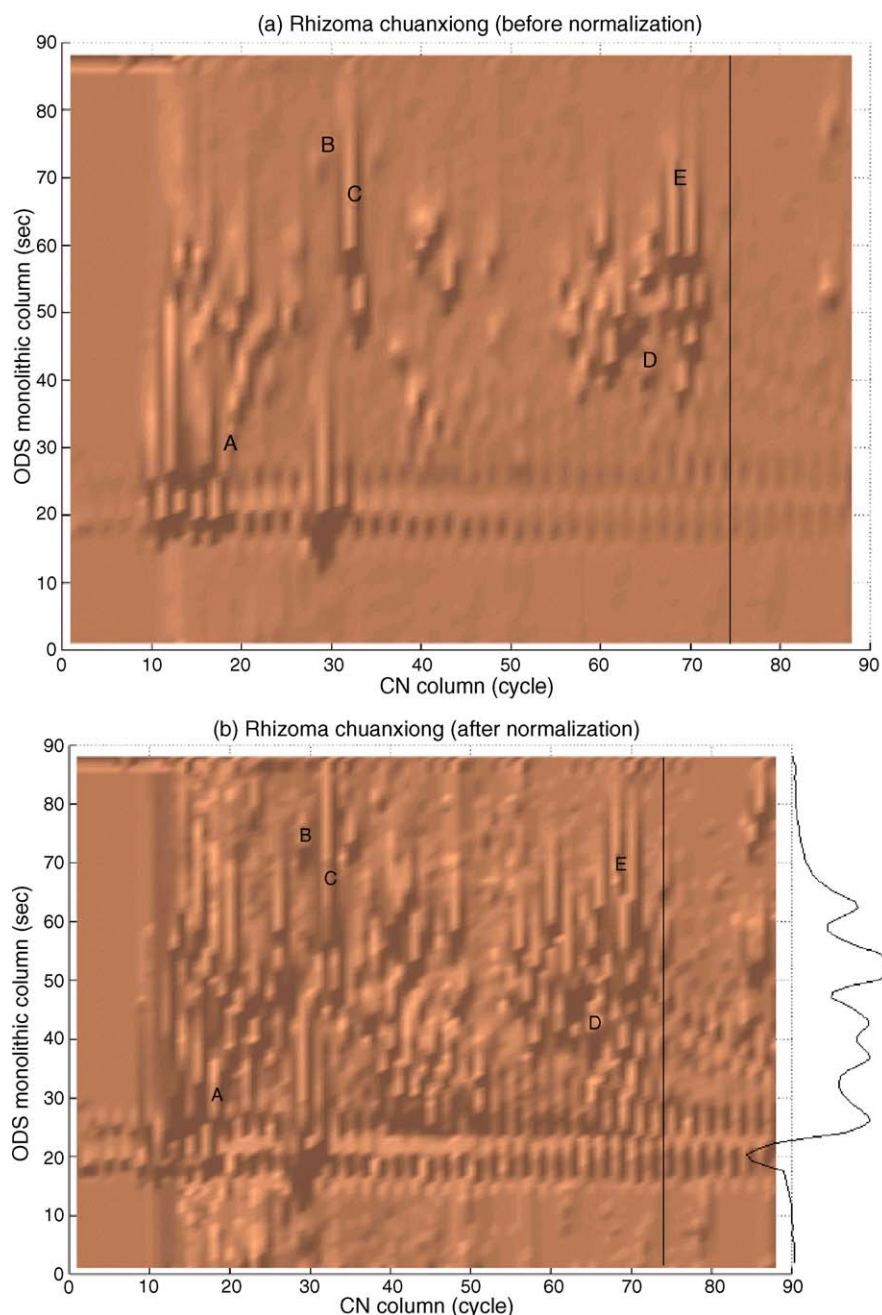 (a) Rhizoma chuanxiong (before normalization)
90
80
70
60
50
40
30
20
10
0
ODS monolithic column (sec)
B
C
E
D
A
0 10 20 30 40 50 60 70 80 90
CN column (cycle)
(b) Rhizoma chuanxiong (after normalization)
90
80
70
60
50
40
30
20
10
0
ODS monolithic column (sec)
B
C
E
D
A
0 10 20 30 40 50 60 70 80 90
CN column (cycle)